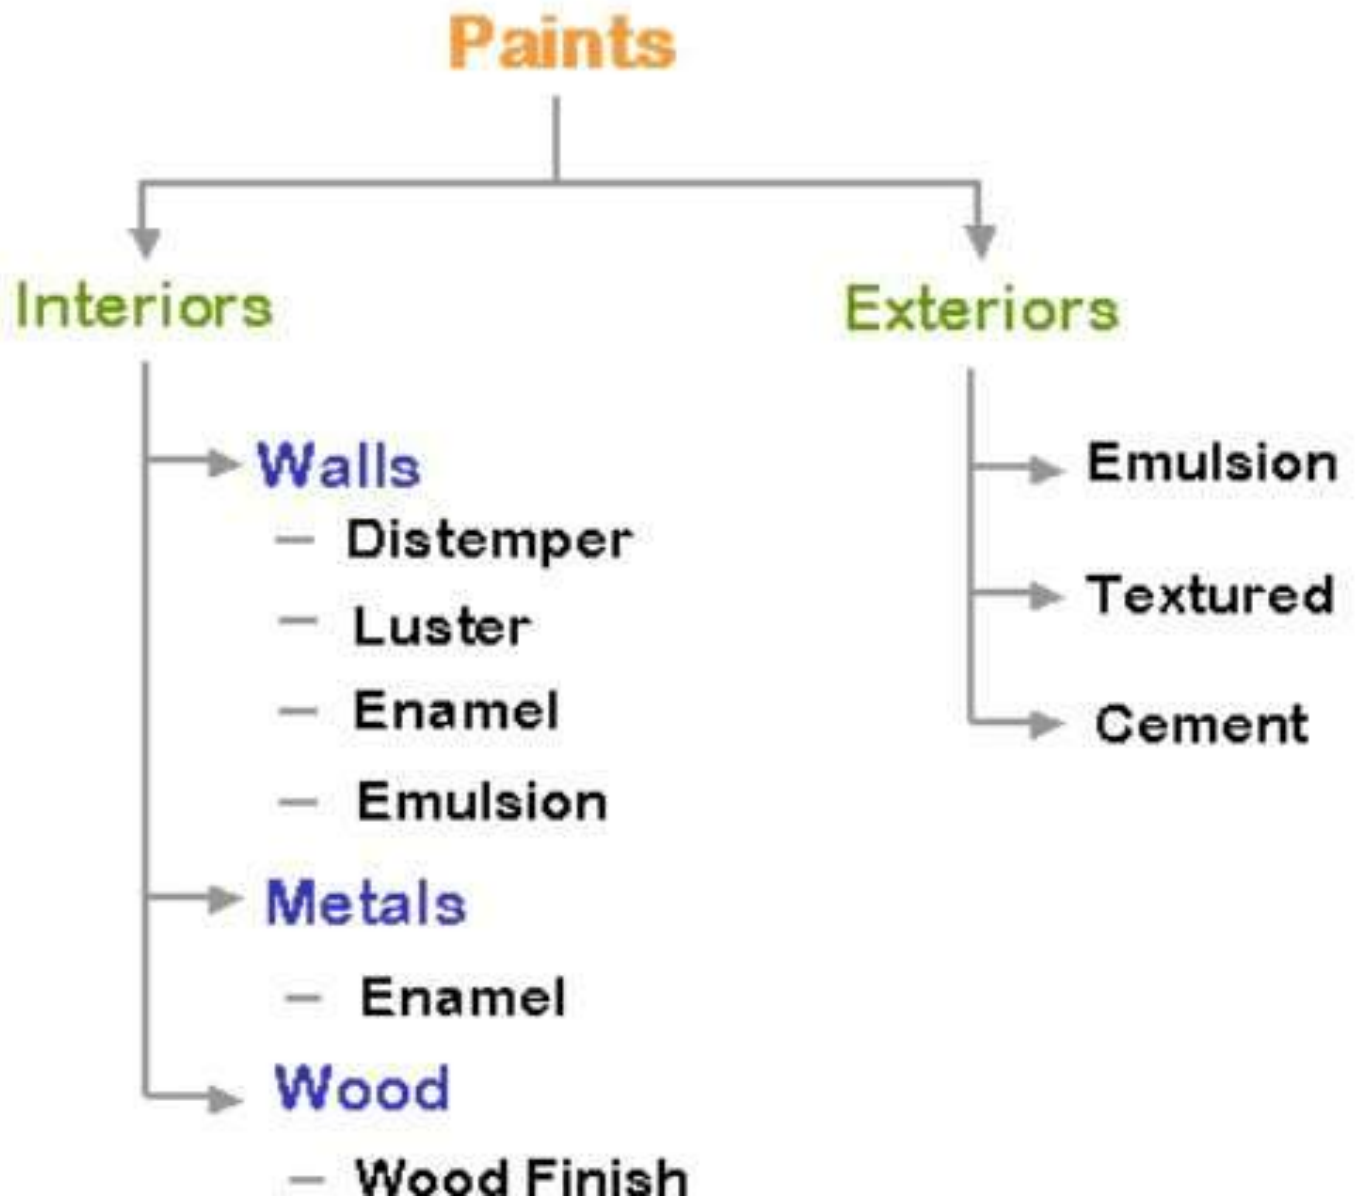 Paints
Interiors
Exteriors
Walls
– Distemper
– Luster
– Enamel
– Emulsion
Metals
– Enamel
Wood
– Wood Finish
Emulsion
Textured
Cement